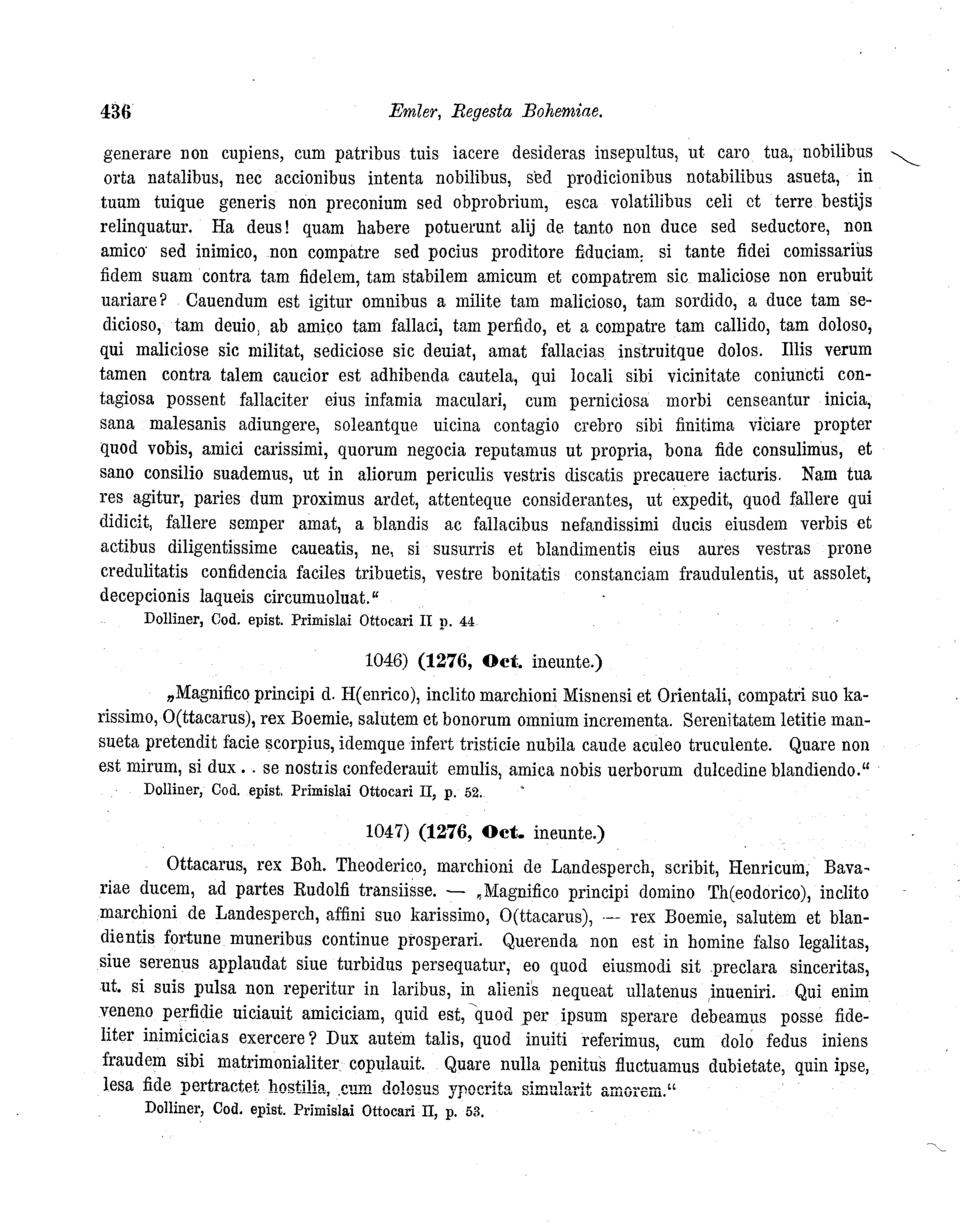 436 Emler, Regesta Bohemiae.
generare non cupiens, cum patribus tuis iacere desideras insepultus, ut caro tua, nobilibus
orta natalibus, nec accionibus intenta nobilibus, sed prodicionibus notabilibus asueta, in
tuum tuique generis non preconium sed obprobrium, esca volatilibus celi et terre bestijs
relinquatur. Ha deus! quam habere potuerunt alij de tanto non duce sed seductore, non
amico sed inimico, non compatre sed pocius proditore fiduciam, si tante fidei comissarius
fidem suam contra tam fidelem, tam stabilem amicum et compatrem sic maliciose non erubuit
uariare? Cauendum est igitur omnibus a milite tam malicioso, tam sordido, a duce tam se-
dicioso, tam deuio, ab amico tam fallaci, tam perfido, et a compatre tam callido, tam doloso,
qui maliciose sic militat, sediciose sic deuiat, amat fallacias instruitque dolos. Illis verum
tamen contra talem caucior est adhibenda cautela, qui locali sibi vicinitate coniuncti con-
tagiosa possent fallaciter eius infamia maculari, cum perniciosa morbi censeantur inicia,
sana malesanis adiungere, soleantque uicina contagio crebro sibi finitima viciare propter
quod vobis, amici carissimi, quorum negocia reputamus ut propria, bona fide consulimus, et
sano consilio suademus, ut in aliorum periculis vestris discatis precauere iacturis. Nam tua
res agitur, paries dum proximus ardet, attenteque considerantes, ut expedit, quod fallere qui
didicit, fallere semper amat, a blandis ac fallacibus nefandissimi ducis eiusdem verbis et
actibus diligentissime caueatis, ne, si susurris et blandimentis eius aures vestras prone
credulitatis confidencia faciles tribuetis, vestre bonitatis constanciam fraudulentis, ut assolet,
decepcionis laqueis circumuoluat.“
Dolliner, Cod. epist. Primislai Ottocari II p. 44
1046) (1276, Oct. ineunte.)
„Magnifico principi d. H(enrico), inclito marchioni Misnensi et Orientali, compatri suo ka-
rissimo, O(ttacarus), rex Boemie, salutem et bonorum omnium incrementa. Serenitatem letitie man-
sueta pretendit facie scorpius, idemque infert tristicie nubila caude aculeo truculente. Quare non
est mirum, si dux . . se nostris confederauit emulis, amica nobis uerborum dulcedine blandiendo.“
Dolliner, Cod. epist. Primislai Ottocari II, p. 52.
1047) (1276, Oct. ineunte.)
Ottacarus, rex Boh. Theoderico, marchioni de Landesperch, scribit, Henricum, Bava-
riae ducem, ad partes Rudolfi transiisse. — „Magnifico principi domino Th(eodorico), inclito
marchioni de Landesperch, affini suo karissimo, O(ttacarus), — rex Boemie, salutem et blan-
dientis fortune muneribus continue prosperari. Querenda non est in homine falso legalitas,
siue serenus applaudat siue turbidus persequatur, eo quod eiusmodi sit preclara sinceritas,
ut. si suis pulsa non reperitur in laribus, in alienis nequeat ullatenus inueniri. Qui enim
veneno perfidie uiciauit amiciciam, quid est, quod per ipsum sperare debeamus posse fide-
liter inimicicias exercere? Dux autem talis, quod inuiti referimus, cum dolo fedus iniens
fraudem sibi matrimonialiter copulauit. Quare nulla penitus fluctuamus dubietate, quin ipse,
lesa fide pertractet hostilia, cum dolosus ypocrita simularit amorem.“
Dolliner, Cod. epist. Primislai Ottocari II, p. 53.